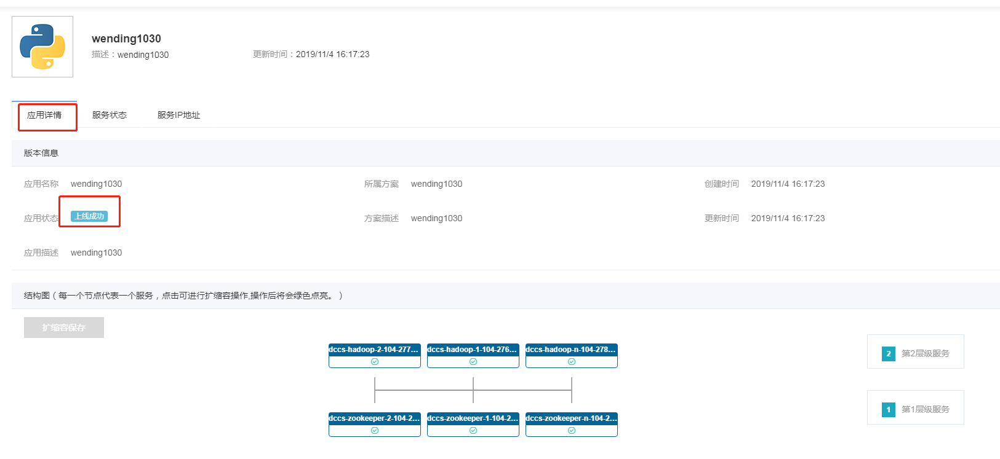 wending1030
描述：wending1030 更新时间：2019/11/4 16:17:23
应用详情 服务状态 服务IP地址
版本信息
应用名称 wending1030 所属方案 wending1030 创建时间 2019/11/4 16:17:23
应用状态 上线成功 方案描述 wending1030 更新时间 2019/11/4 16:17:23
应用描述 wending1030
结构图（每一个节点代表一个服务，点击可进行扩缩容操作,操作后将会绿色点亮。）
扩缩容保存
dccs-hadoop-2-104-277... dccs-hadoop-1-104-276... dccs-hadoop-n-104-278...
2 第2层级服务
1 第1层级服务
dccs-zookeeper-2-104-2... dccs-zookeeper-1-104-2... dccs-zookeeper-n-104-2...